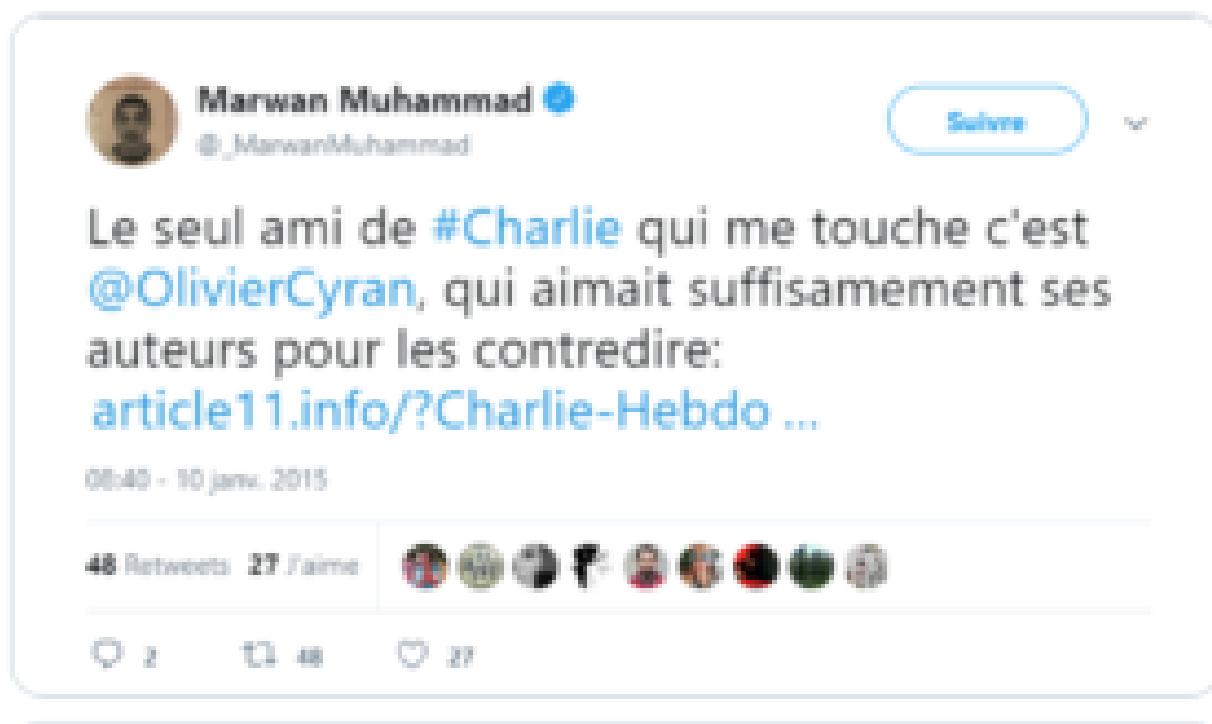 Marwan Muhammad
@_MarwanMuhammad
Suivre
Le seul ami de #Charlie qui me touche c'est
@OlivierCyran, qui aimait suffisamement ses
auteurs pour les contredire:
article11.info/?Charlie-Hebdo ...
08:40 - 10 janv. 2015
48 Retweets 27 J'aime
2 48 27